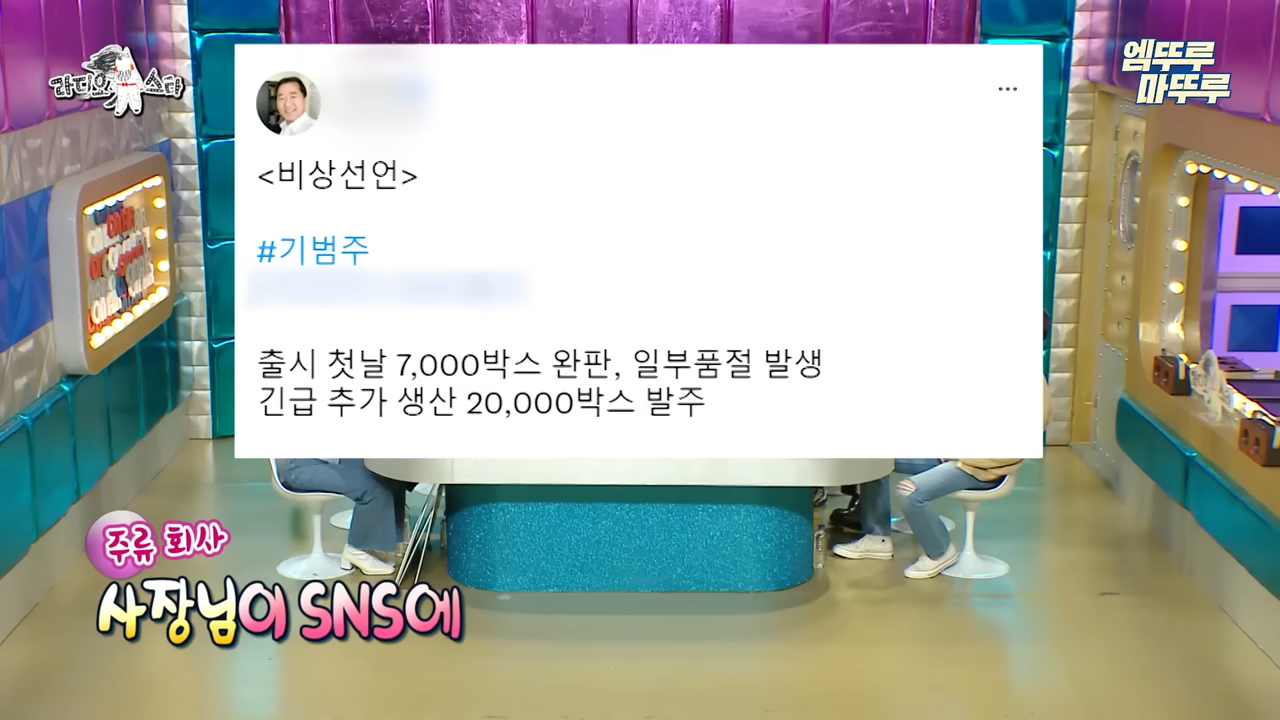 라디오 스타
엠뚜루
마뚜루
<비상선언>
#기범주
출시 첫날 7,000박스 완판, 일부품절 발생
긴급 추가 생산 20,000박스 발주
주류 회사
사장님이 SNS에